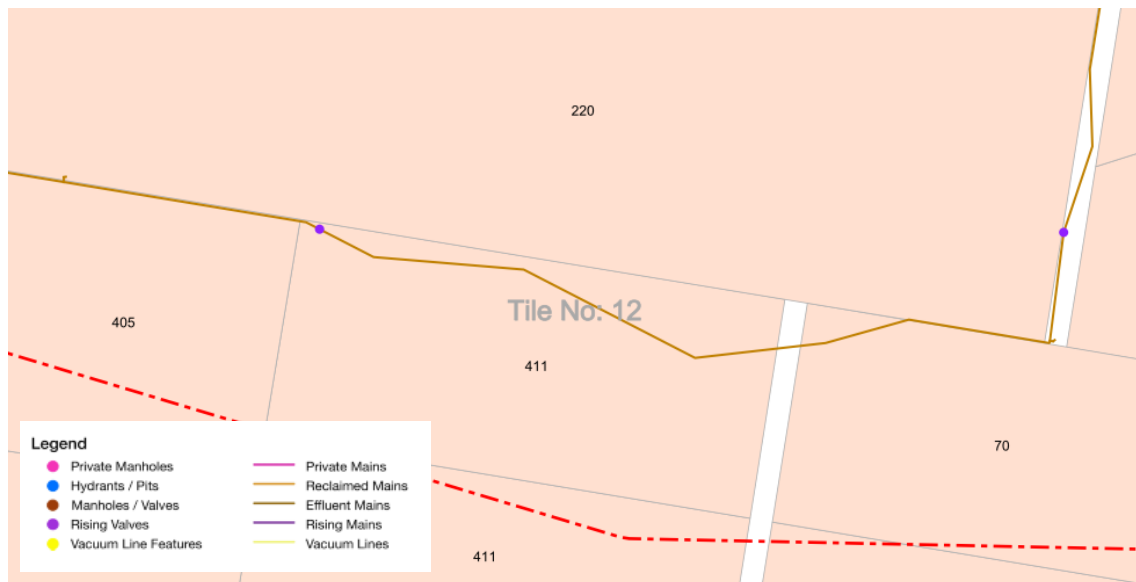 220
Tile No: 12
405
411
70
Legend
Private Manholes
Private Mains
Hydrants / Pits
Reclaimed Mains
Manholes / Valves
Effluent Mains
Rising Valves
Rising Mains
Vacuum Line Features
Vacuum Lines
411